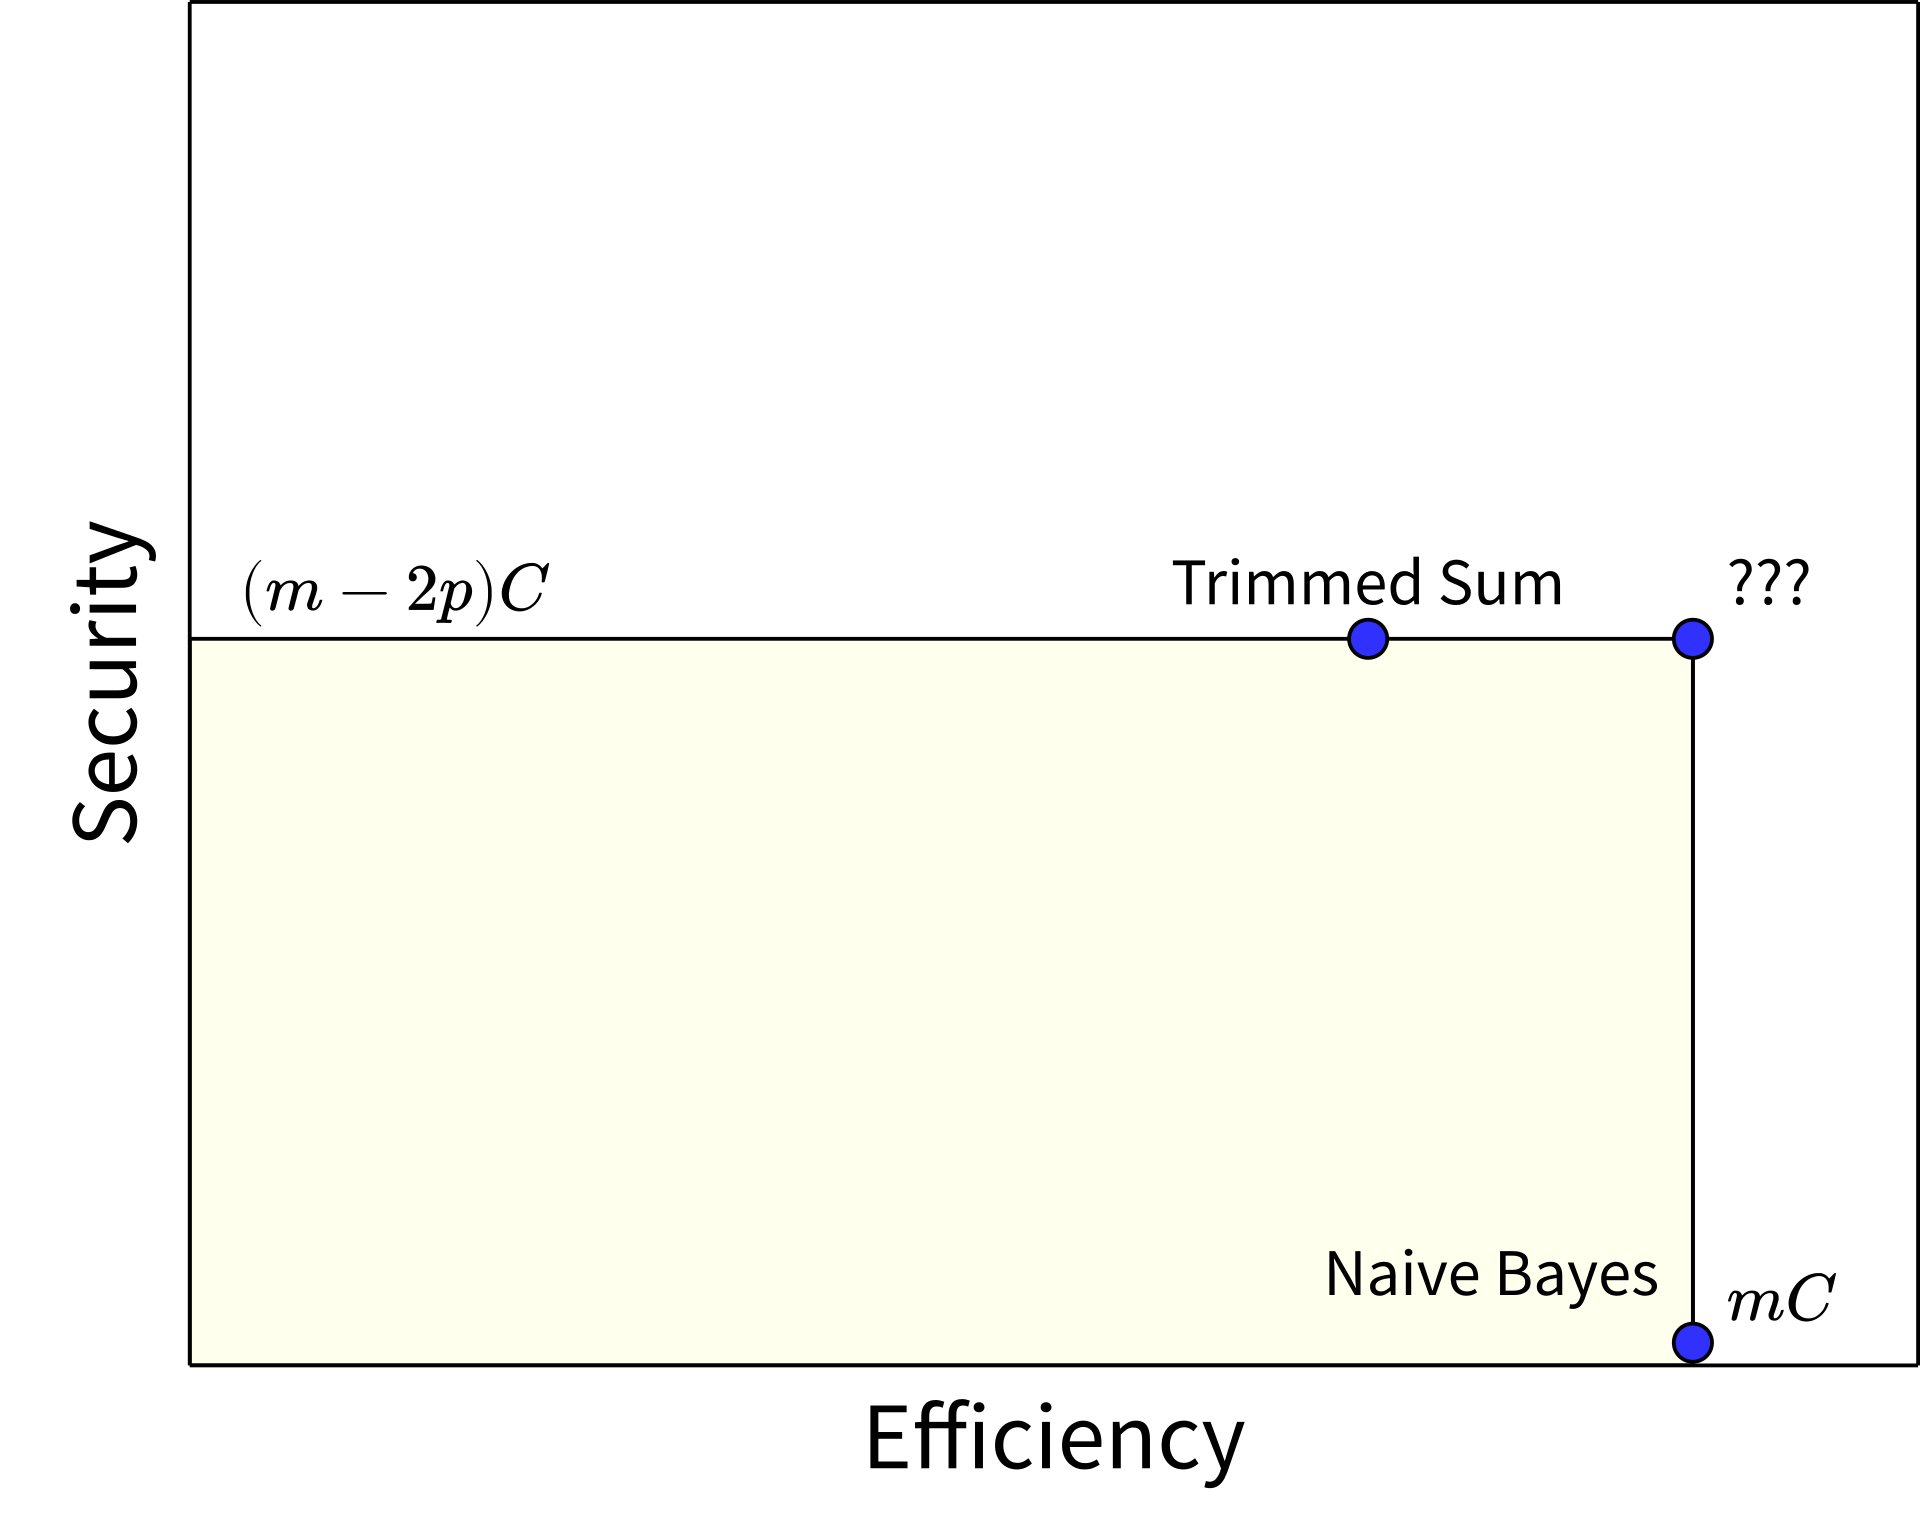 Security
(m − 2p)C
Trimmed Sum
???
Naive Bayes
mC
Efficiency